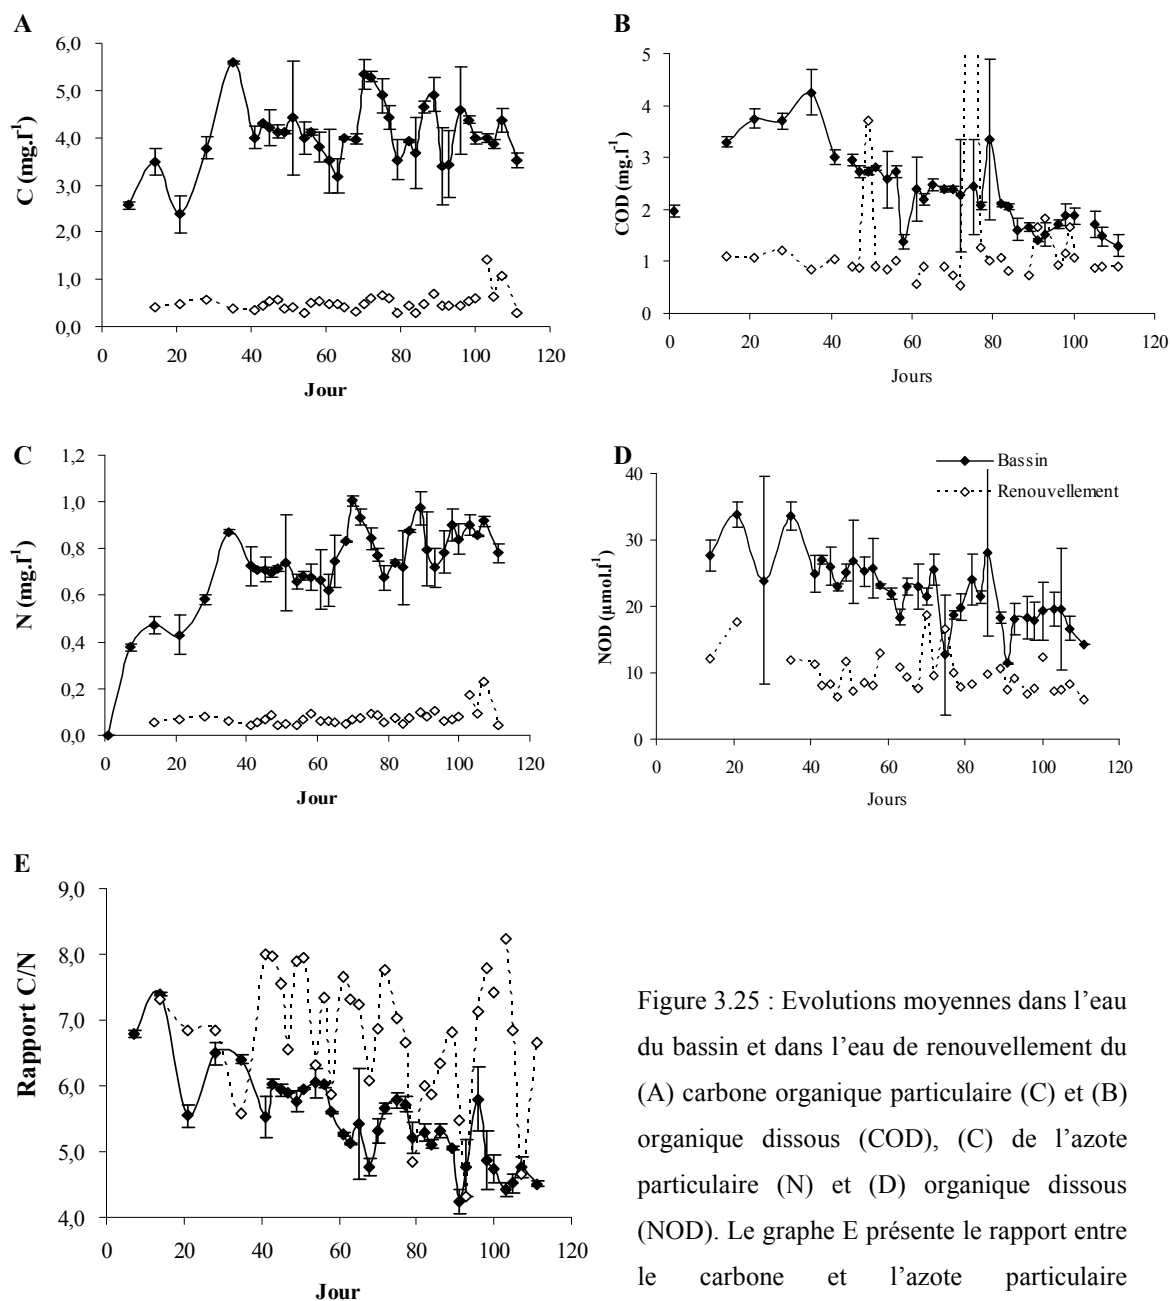 A
C (mg.l⁻¹)
6,0
5,0
4,0
3,0
2,0
1,0
0,0
0 20 40 60 80 100 120
Jour
B
COD (mg.l⁻¹)
5
4
3
2
1
0
0 20 40 60 80 100 120
Jours
C
N (mg.l⁻¹)
1,2
1,0
0,8
0,6
0,4
0,2
0,0
0 20 40 60 80 100 120
Jour
D
Bassin
Renouvellement
NOD (µmol.l⁻¹)
40
30
20
10
0
0 20 40 60 80 100 120
Jours
E
Rapport C/N
9,0
8,0
7,0
6,0
5,0
4,0
0 20 40 60 80 100 120
Jour
Figure 3.25 : Evolutions moyennes dans l’eau
du bassin et dans l’eau de renouvellement du
(A) carbone organique particulaire (C) et (B)
organique dissous (COD), (C) de l’azote
particulaire (N) et (D) organique dissous
(NOD). Le graphe E présente le rapport entre
le carbone et l’azote particulaire